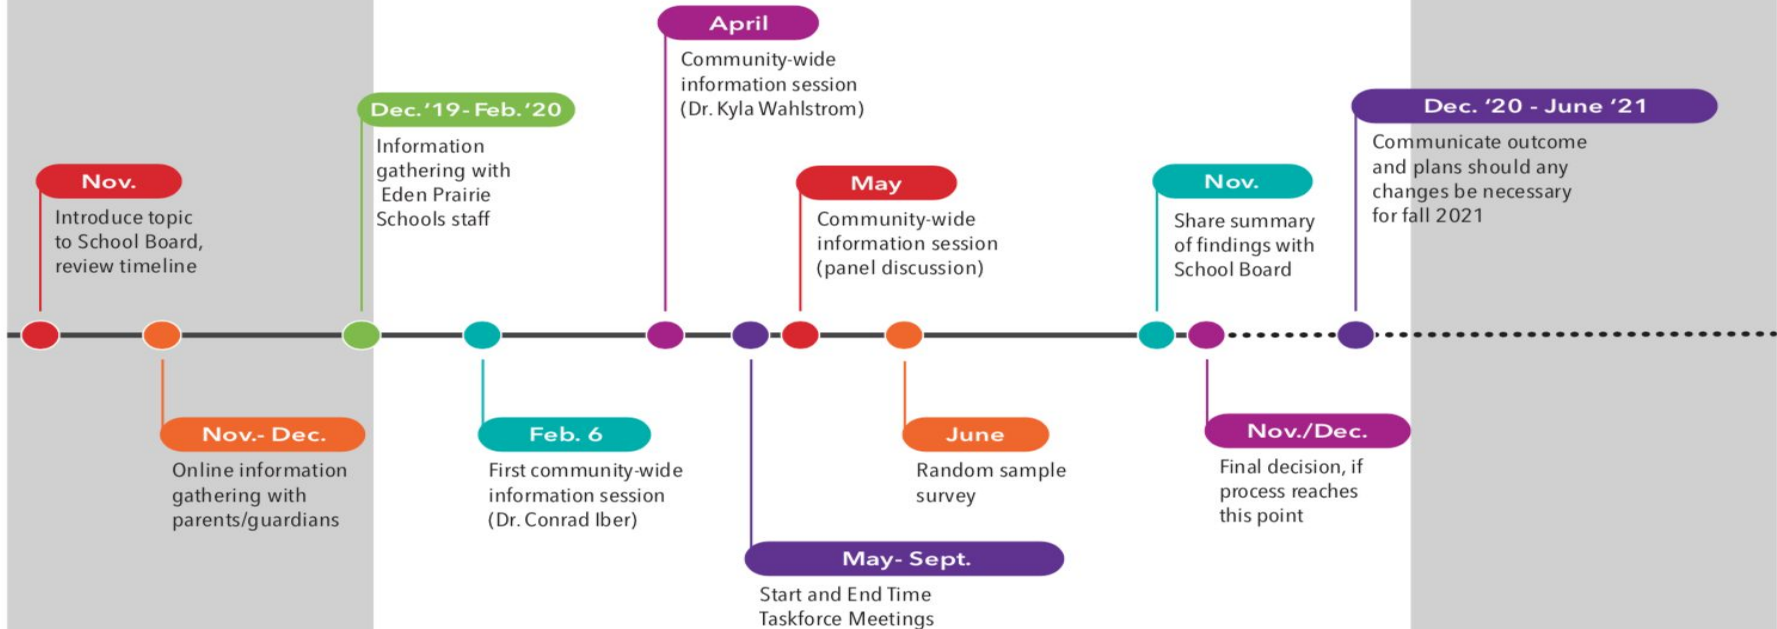 Nov.
Introduce topic
to School Board,
review timeline
Nov.- Dec.
Online information
gathering with
parents/guardians
Dec. '19- Feb. '20
Information
gathering with
Eden Prairie
Schools staff
Feb. 6
First community-wide
information session
(Dr. Conrad Iber)
April
Community-wide
information session
(Dr. Kyla Wahlstrom)
May- Sept.
Start and End Time
Taskforce Meetings
May
Community-wide
information session
(panel discussion)
June
Random sample
survey
Nov.
Share summary
of findings with
School Board
Nov./Dec.
Final decision, if
process reaches
this point
Dec. '20 - June '21
Communicate outcome
and plans should any
changes be necessary
for fall 2021